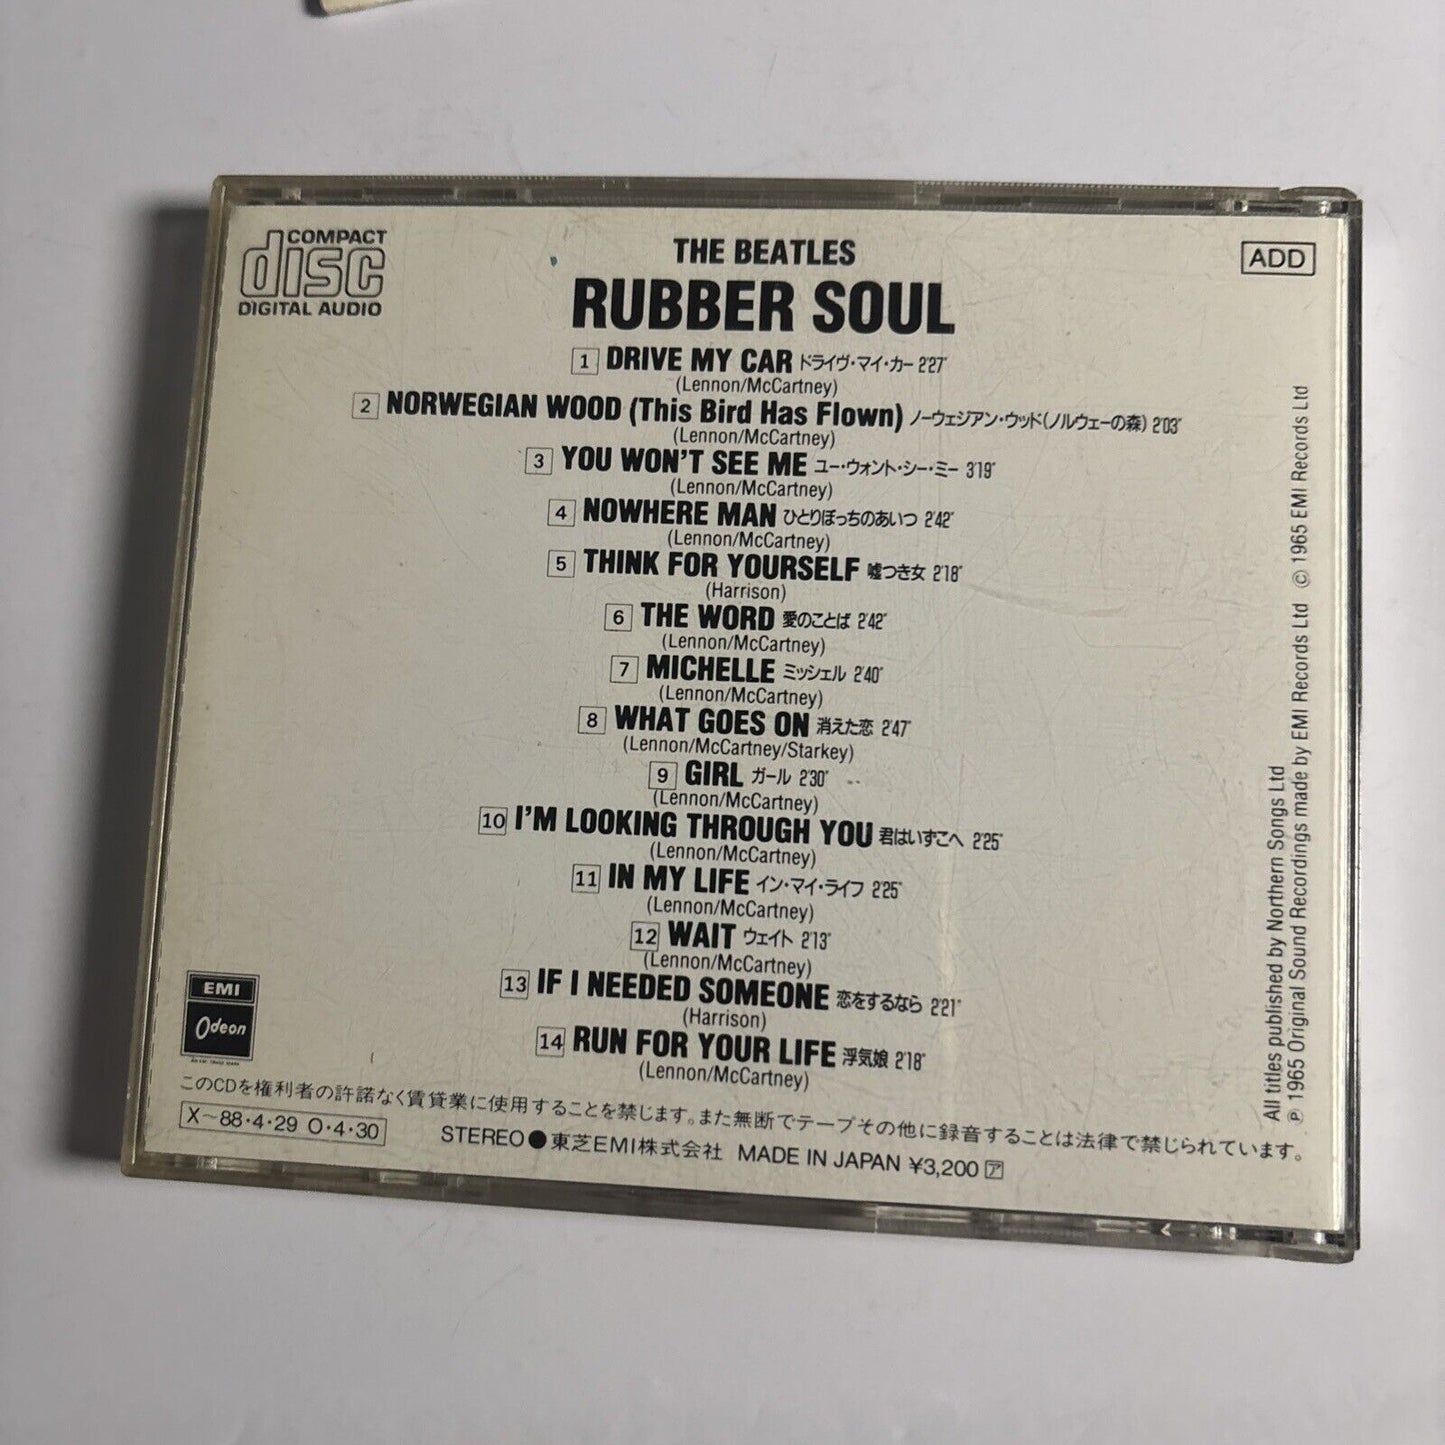 COMPACT
disc
DIGITAL AUDIO
THE BEATLES
RUBBER SOUL
ADD
1 DRIVE MY CAR ドライヴ・マイ・カー 2'27"
(Lennon/McCartney)
2 NORWEGIAN WOOD (This Bird Has Flown) ノーウェジアン・ウッド(ノルウェーの森) 2'03"
(Lennon/McCartney)
3 YOU WON'T SEE ME ユー・ウォント・シー・ミー 3'19"
(Lennon/McCartney)
4 NOWHERE MAN ひとりぼっちのあいつ 2'42"
(Lennon/McCartney)
5 THINK FOR YOURSELF 嘘つき女 2'18"
(Harrison)
6 THE WORD 愛のことば 2'42"
(Lennon/McCartney)
7 MICHELLE ミッシェル 2'40"
(Lennon/McCartney)
8 WHAT GOES ON 消えた恋 2'47"
(Lennon/McCartney/Starkey)
9 GIRL ガール 2'30"
(Lennon/McCartney)
10 I'M LOOKING THROUGH YOU 君はいずこへ 2'25"
(Lennon/McCartney)
11 IN MY LIFE イン・マイ・ライフ 2'25"
(Lennon/McCartney)
12 WAIT ウェイト 2'13"
(Lennon/McCartney)
13 IF I NEEDED SOMEONE 恋をするなら 2'21"
(Harrison)
14 RUN FOR YOUR LIFE 浮気娘 2'18"
(Lennon/McCartney)
EMI
Odeon
このCDを権利者の許諾なく賃貸業に使用することを禁じます。また無断でテープその他に録音することは法律で禁じられています。
X〜88・4・29 O・4・30
STEREO●東芝EMI株式会社 MADE IN JAPAN ¥3,200 ア
All titles published by Northern Songs Ltd
Ⓟ 1965 Original Sound Recordings made by EMI Records Ltd © 1965 EMI Records Ltd